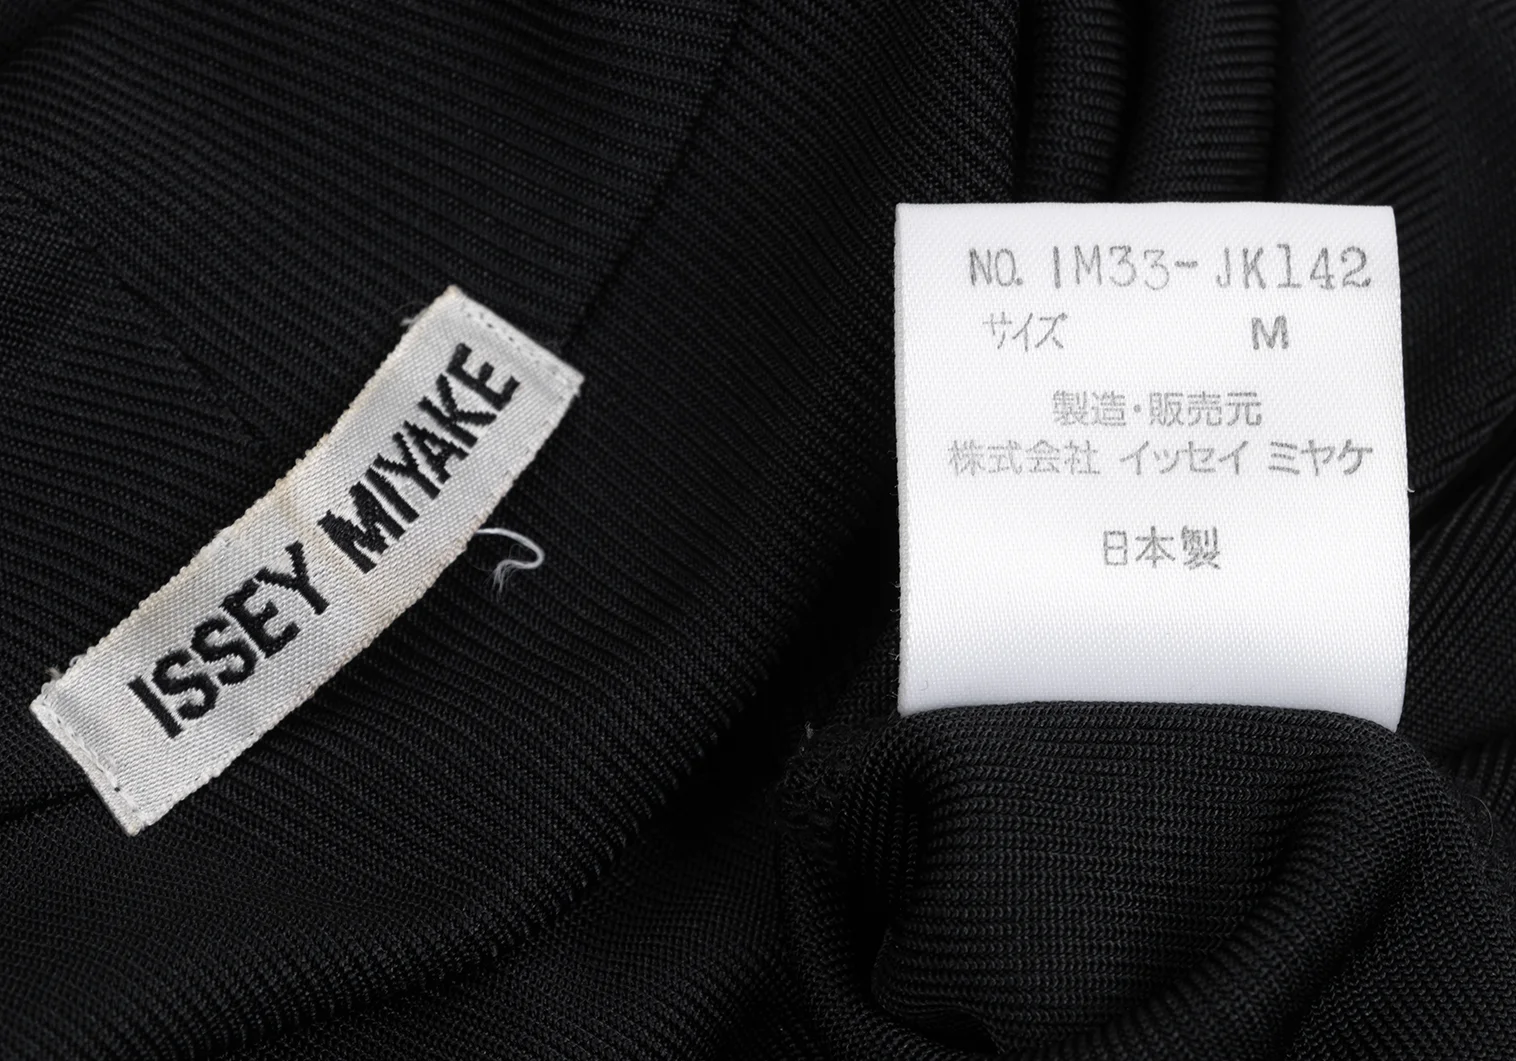 ISSEY MIYAKE
NO. IM33-JK142
サイズ M
製造・販売元
株式会社 イッセイ ミヤケ
日本製